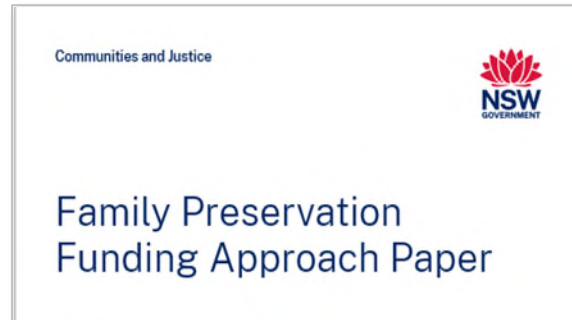 Communities and Justice
NSW
GOVERNMENT
Family Preservation
Funding Approach Paper